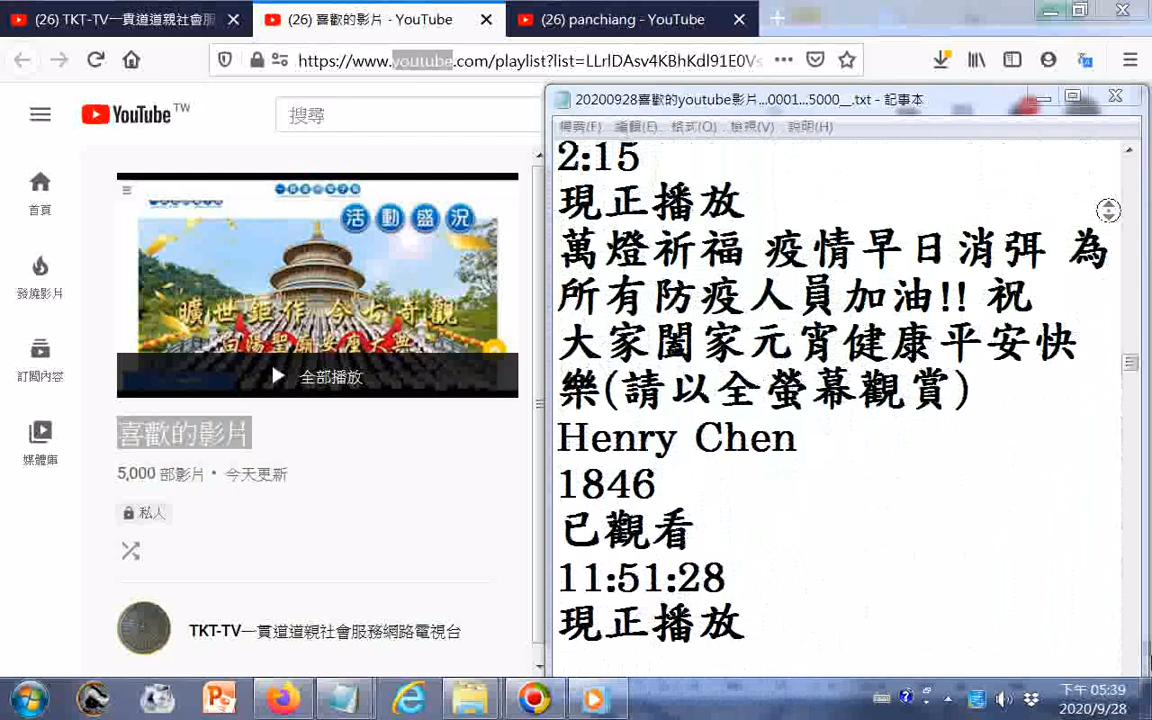 (26) TKT-TV一貫道道親社會服
(26) 喜歡的影片 - YouTube
(26) panchiang - YouTube
https://www.youtube.com/playlist?list=LLrlDAsv4KBhKdl91E0Vs
YouTube TW
搜尋
首頁
發燒影片
訂閱內容
媒體庫
活動盛況
曠世鉅作 今古奇觀
全部播放
喜歡的影片
5,000 部影片・今天更新
私人
TKT-TV一貫道道親社會服務網路電視台
20200928喜歡的youtube影片...0001...5000__.txt - 記事本
檔案(F) 編輯(E) 格式(O) 檢視(V) 說明(H)
2:15
現正播放
萬燈祈福 疫情早日消弭 為
所有防疫人員加油!! 祝
大家闔家元宵健康平安快
樂(請以全螢幕觀賞)
Henry Chen
1846
已觀看
11:51:28
現正播放
下午 05:39
2020/9/28